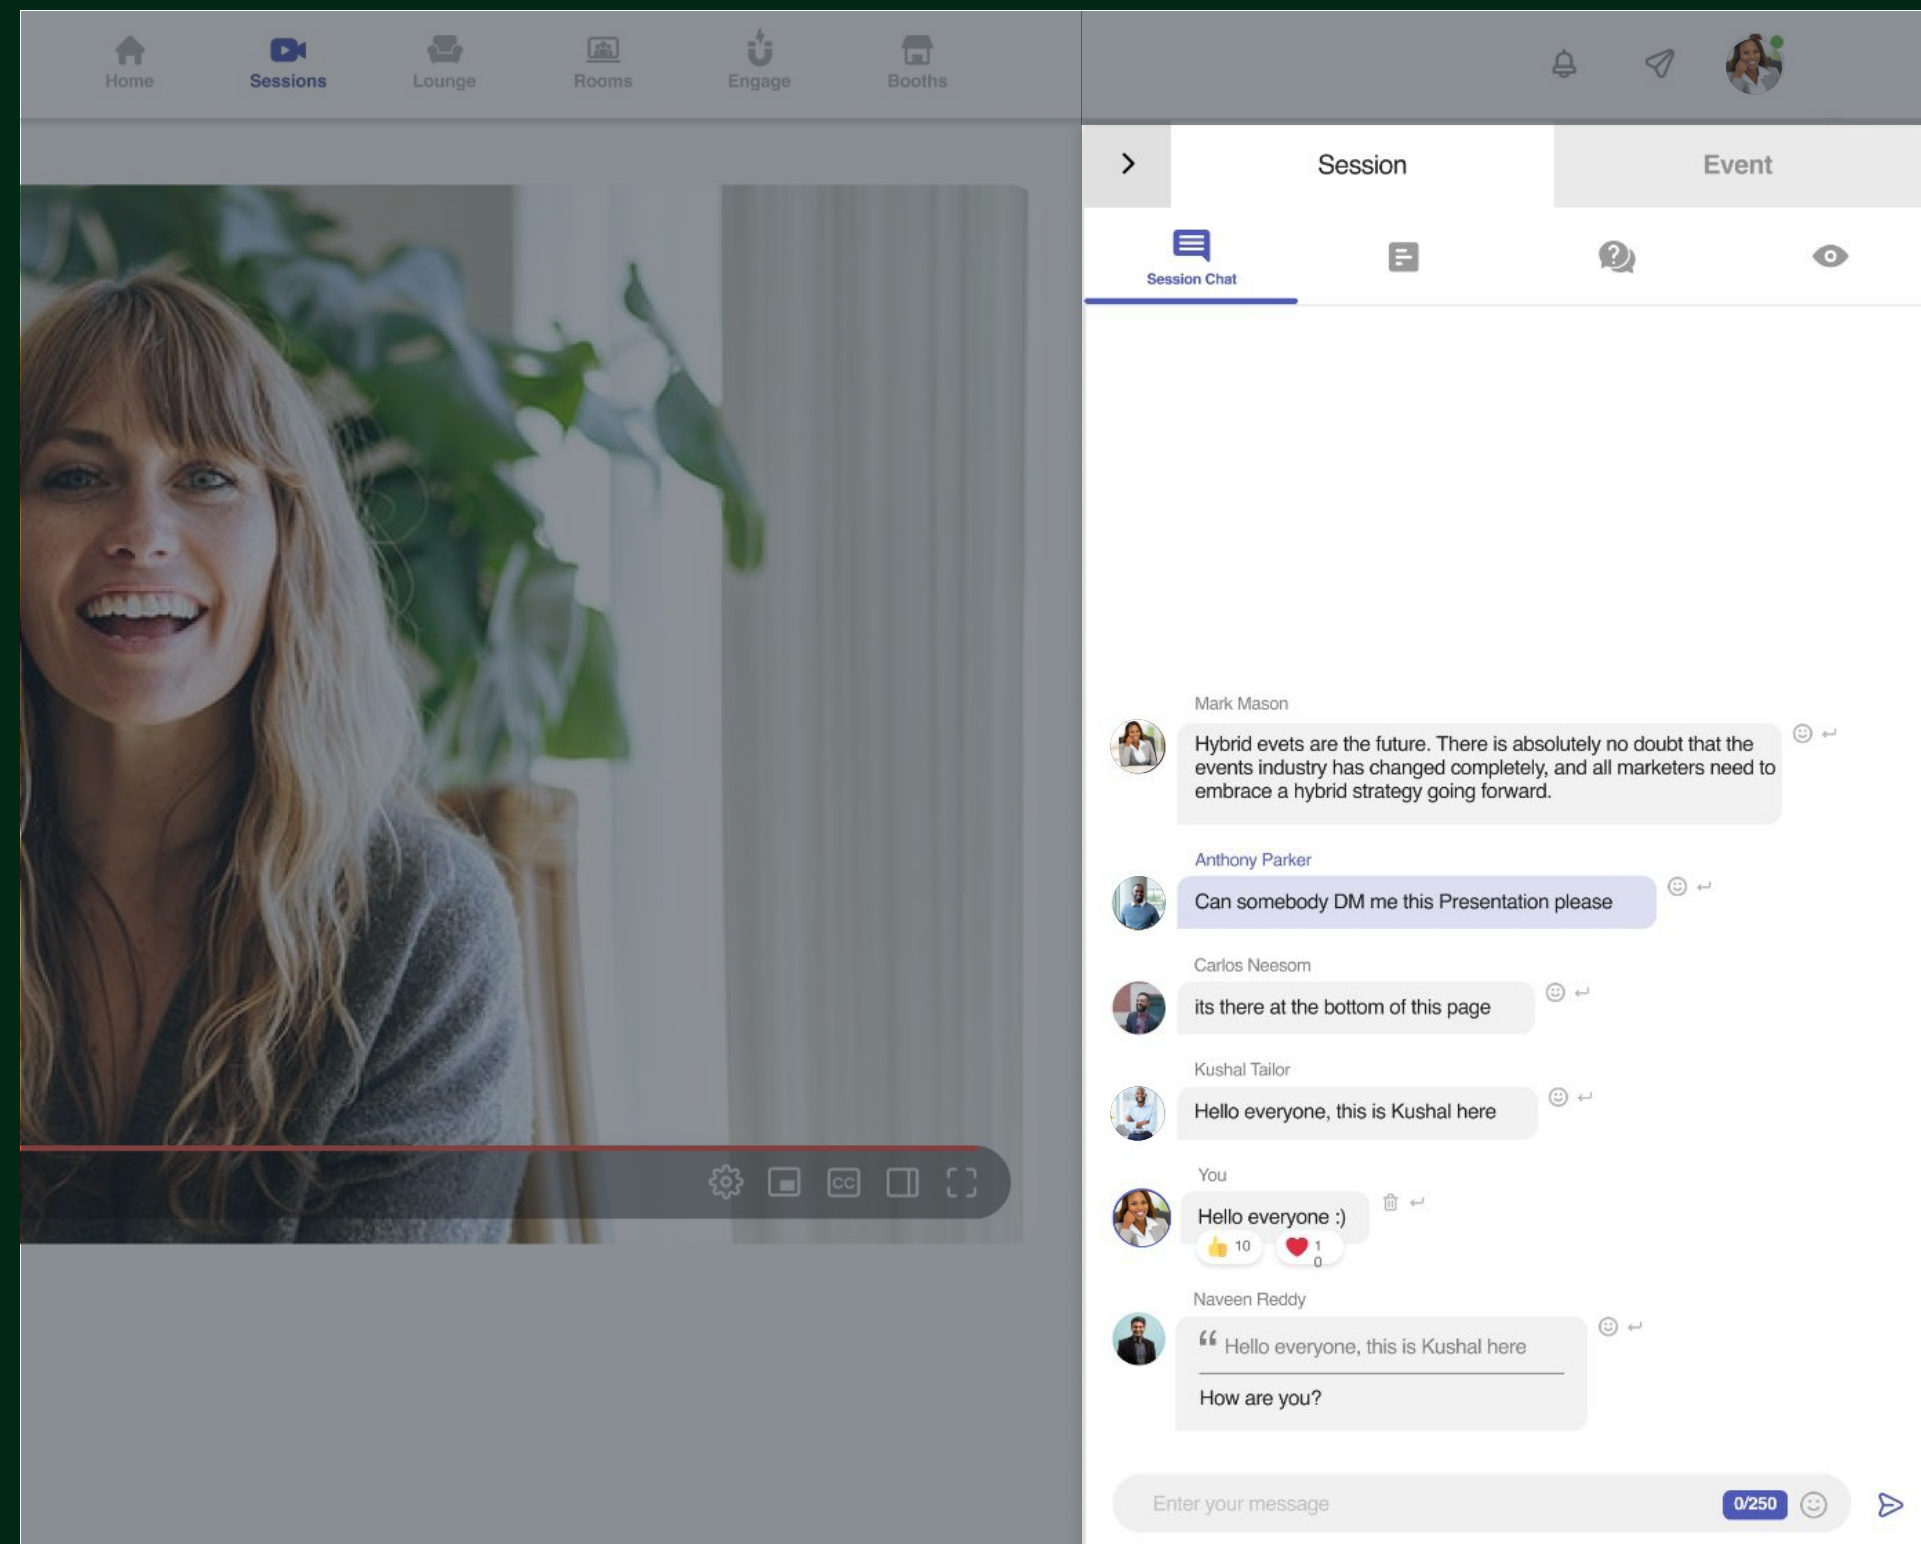 Home
Sessions
Lounge
Rooms
Engage
Booths
Session
Event
Session Chat
Mark Mason
Hybrid evets are the future. There is absolutely no doubt that the
events industry has changed completely, and all marketers need to
embrace a hybrid strategy going forward.
Anthony Parker
Can somebody DM me this Presentation please
Carlos Neesom
its there at the bottom of this page
Kushal Tailor
Hello everyone, this is Kushal here
You
Hello everyone :)
10
1
0
Naveen Reddy
“ Hello everyone, this is Kushal here
How are you?
CC
Enter your message
0/250